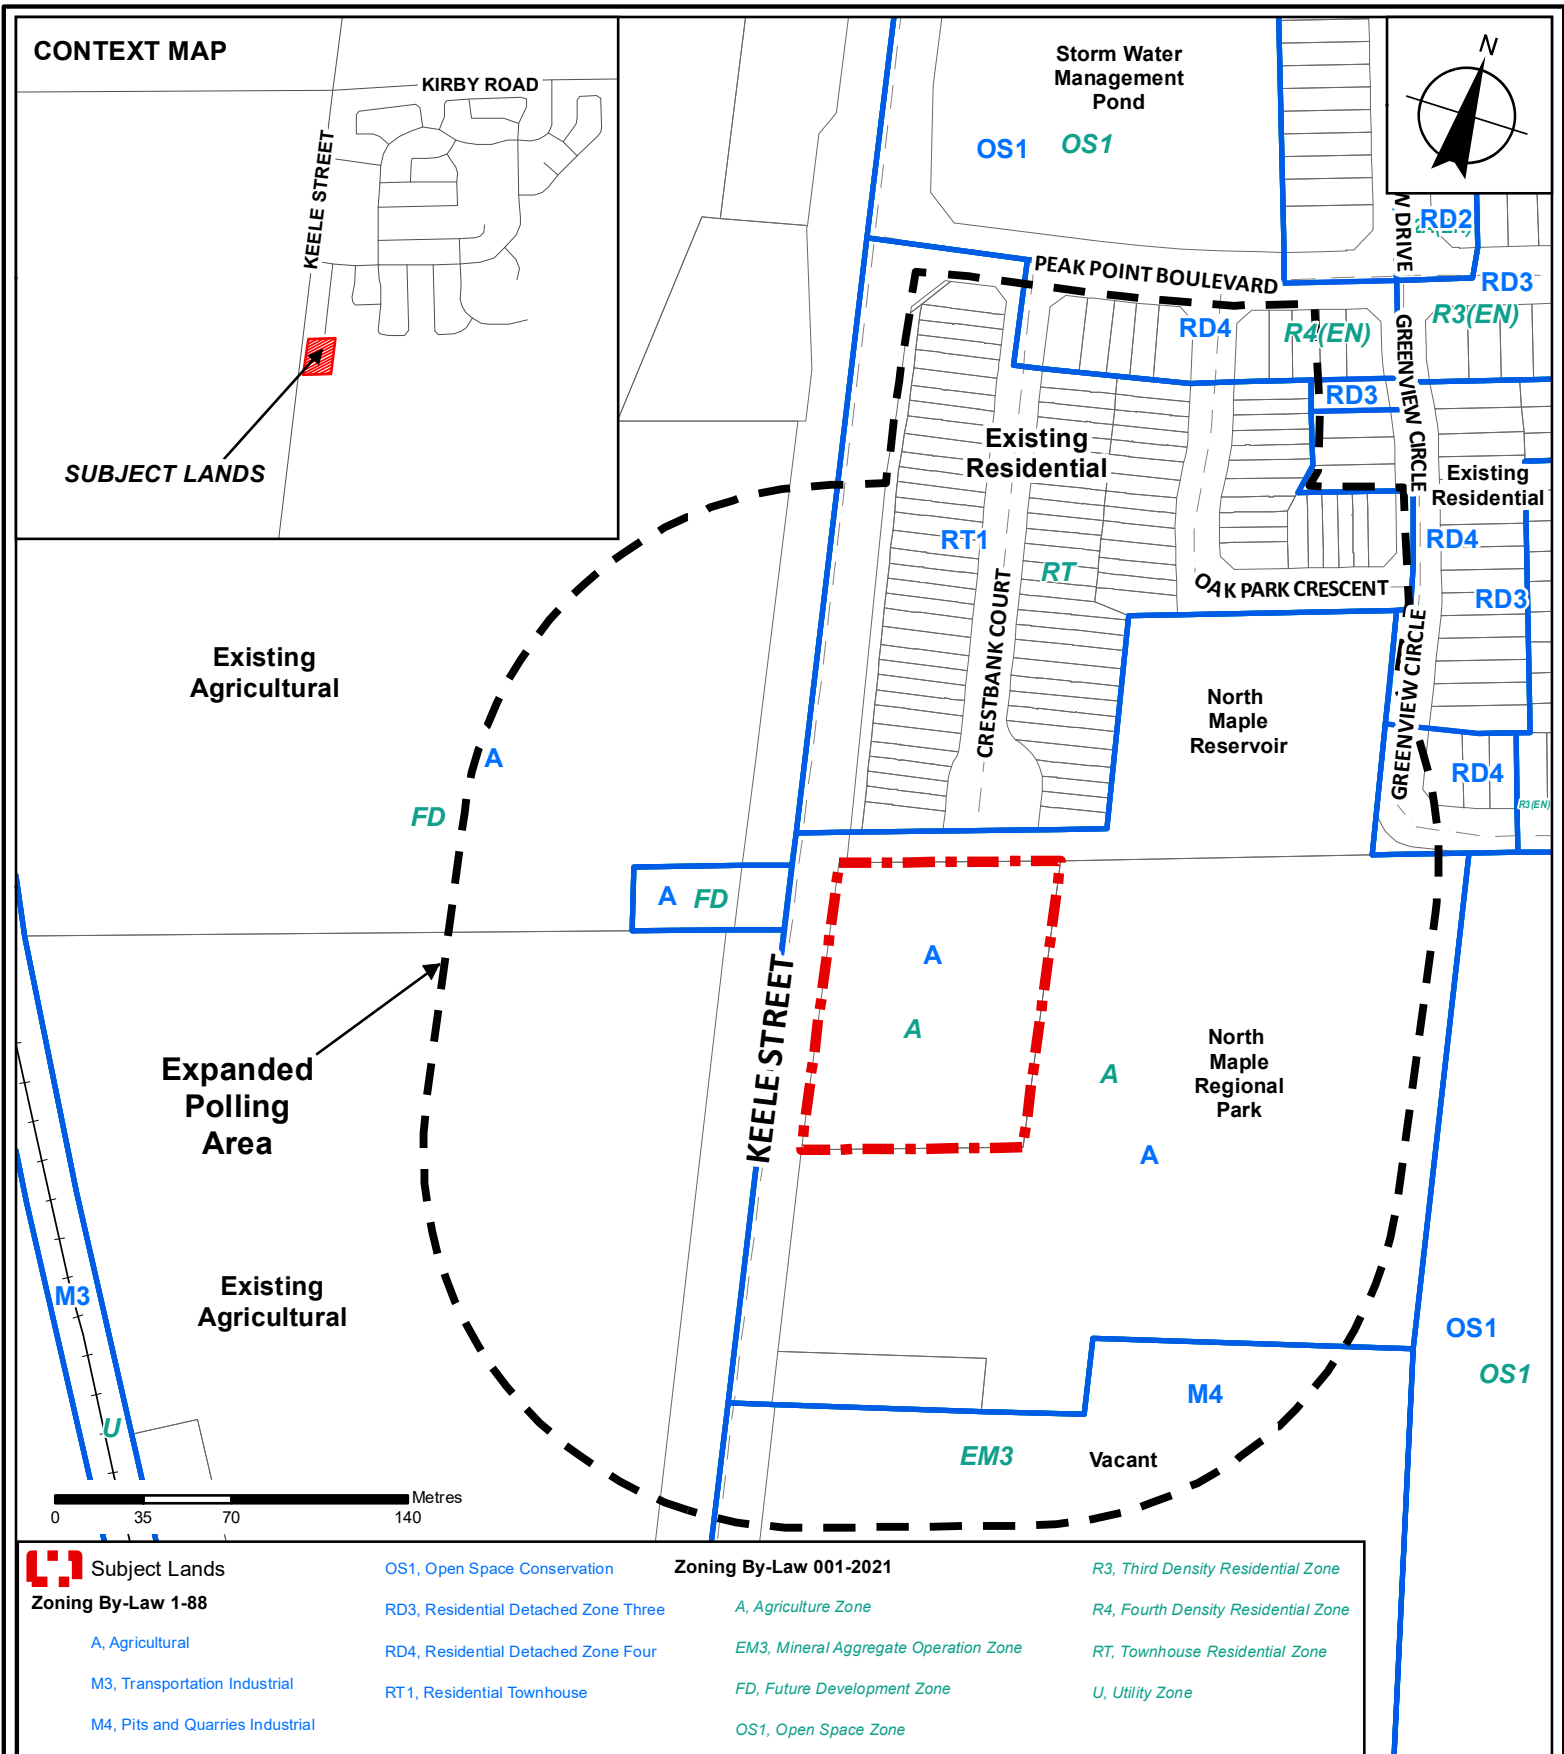 CONTEXT MAP
KIRBY ROAD
KEELE STREET
SUBJECT LANDS
N
Storm Water
Management
Pond
OS1
OS1
RD2
RD3
R3(EN)
PEAK POINT BOULEVARD
RD4
R4(EN)
RD3
GREENVIEW CIRCLE
Existing
Residential
Existing
Residential
RT1
RT
RD4
RD3
CRESTBANK COURT
OAK PARK CRESCENT
GREENVIEW CIRCLE
North
Maple
Reservoir
RD4
R3(EN)
Existing
Agricultural
A
FD
A
FD
KEELE STREET
A
A
Expanded
Polling
Area
North
Maple
Regional
Park
A
A
Existing
Agricultural
M3
U
OS1
OS1
M4
EM3
Vacant
Metres
0
35
70
140
Subject Lands
Zoning By-Law 1-88
A, Agricultural
M3, Transportation Industrial
M4, Pits and Quarries Industrial
OS1, Open Space Conservation
RD3, Residential Detached Zone Three
RD4, Residential Detached Zone Four
RT1, Residential Townhouse
Zoning By-Law 001-2021
A, Agriculture Zone
EM3, Mineral Aggregate Operation Zone
FD, Future Development Zone
OS1, Open Space Zone
R3, Third Density Residential Zone
R4, Fourth Density Residential Zone
RT, Townhouse Residential Zone
U, Utility Zone
DRIVE